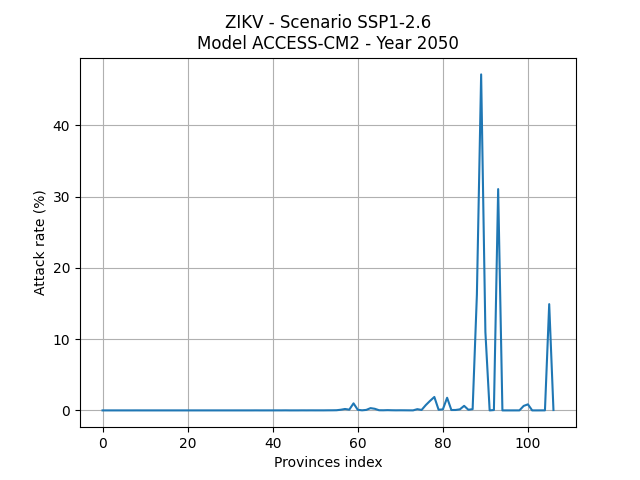 ZIKV - Scenario SSP1-2.6
Model ACCESS-CM2 - Year 2050
Attack rate (%)
40
30
20
10
0
0 20 40 60 80 100
Provinces index